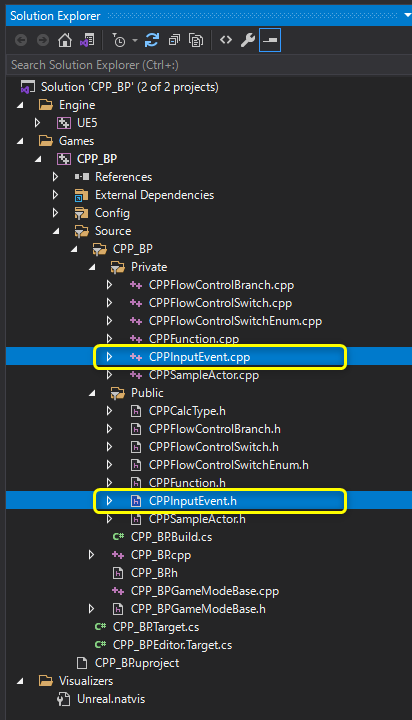 Solution Explorer
Search Solution Explorer (Ctrl+:)
Solution 'CPP_BP' (2 of 2 projects)
Engine
UE5
Games
CPP_BP
References
External Dependencies
Config
Source
CPP_BP
Private
CPPFlowControlBranch.cpp
CPPFlowControlSwitch.cpp
CPPFlowControlSwitchEnum.cpp
CPPFunction.cpp
CPPInputEvent.cpp
CPPSampleActor.cpp
Public
CPPCalcType.h
CPPFlowControlBranch.h
CPPFlowControlSwitch.h
CPPFlowControlSwitchEnum.h
CPPFunction.h
CPPInputEvent.h
CPPSampleActor.h
C# CPP_BP.Build.cs
CPP_BP.cpp
CPP_BP.h
CPP_BPGameModeBase.cpp
CPP_BPGameModeBase.h
C# CPP_BP.Target.cs
C# CPP_BPEditor.Target.cs
CPP_BP.uproject
Visualizers
Unreal.natvis